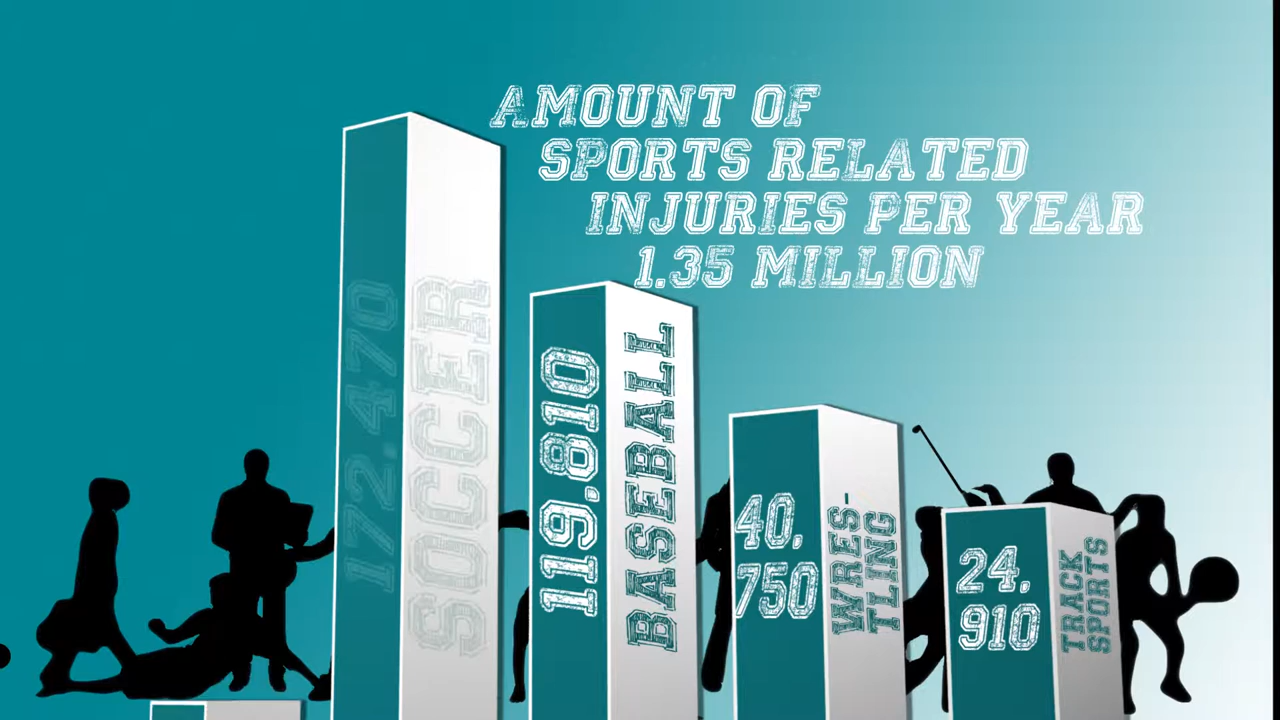 AMOUNT OF
SPORTS RELATED
INJURIES PER YEAR
1.35 MILLION
172.470
SOCCER
119.810
BASEBALL
40.
750
WRES-
TLING
24.
910
TRACK
SPORTS